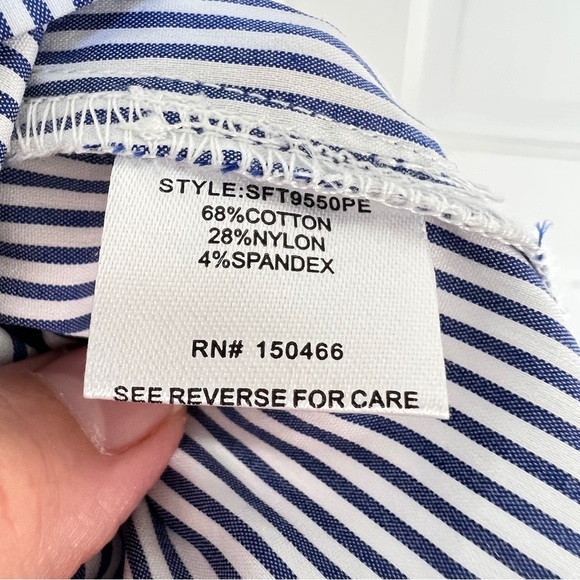 STYLE:SFT9550PE
68%COTTON
28%NYLON
4%SPANDEX
RN# 150466
SEE REVERSE FOR CARE